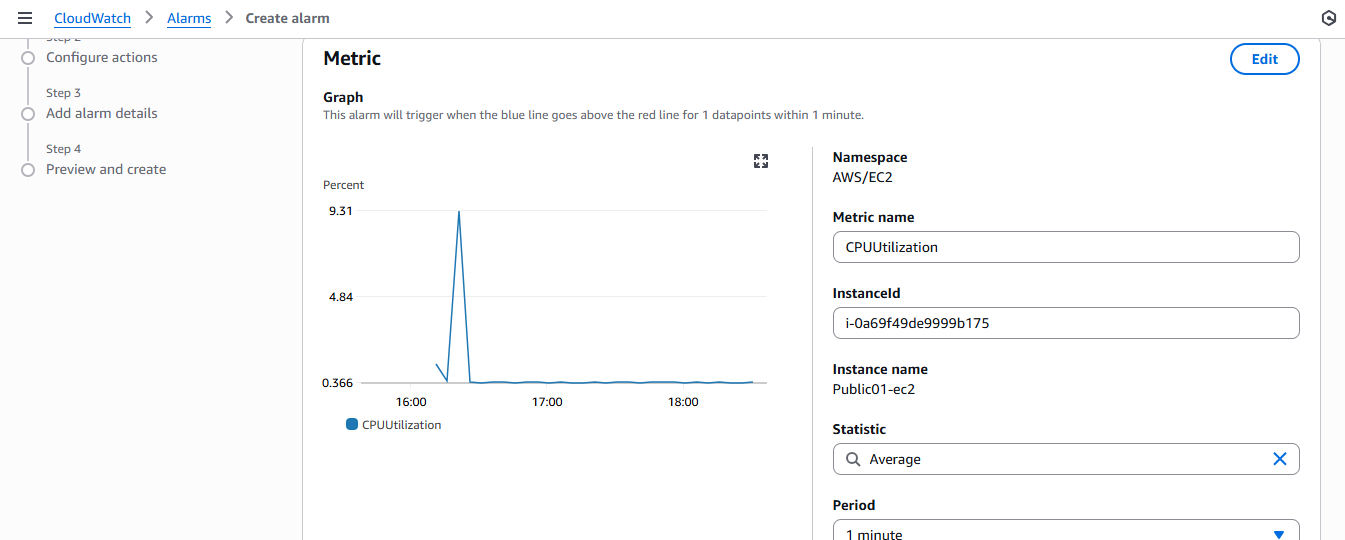 CloudWatch > Alarms > Create alarm
Step 2
Configure actions
Step 3
Add alarm details
Step 4
Preview and create
Metric
Edit
Graph
This alarm will trigger when the blue line goes above the red line for 1 datapoints within 1 minute.
Percent
9.31
4.84
0.366
16:00 17:00 18:00
CPUUtilization
Namespace
AWS/EC2
Metric name
CPUUtilization
InstanceId
i-0a69f49de9999b175
Instance name
Public01-ec2
Statistic
Average
Period
1 minute